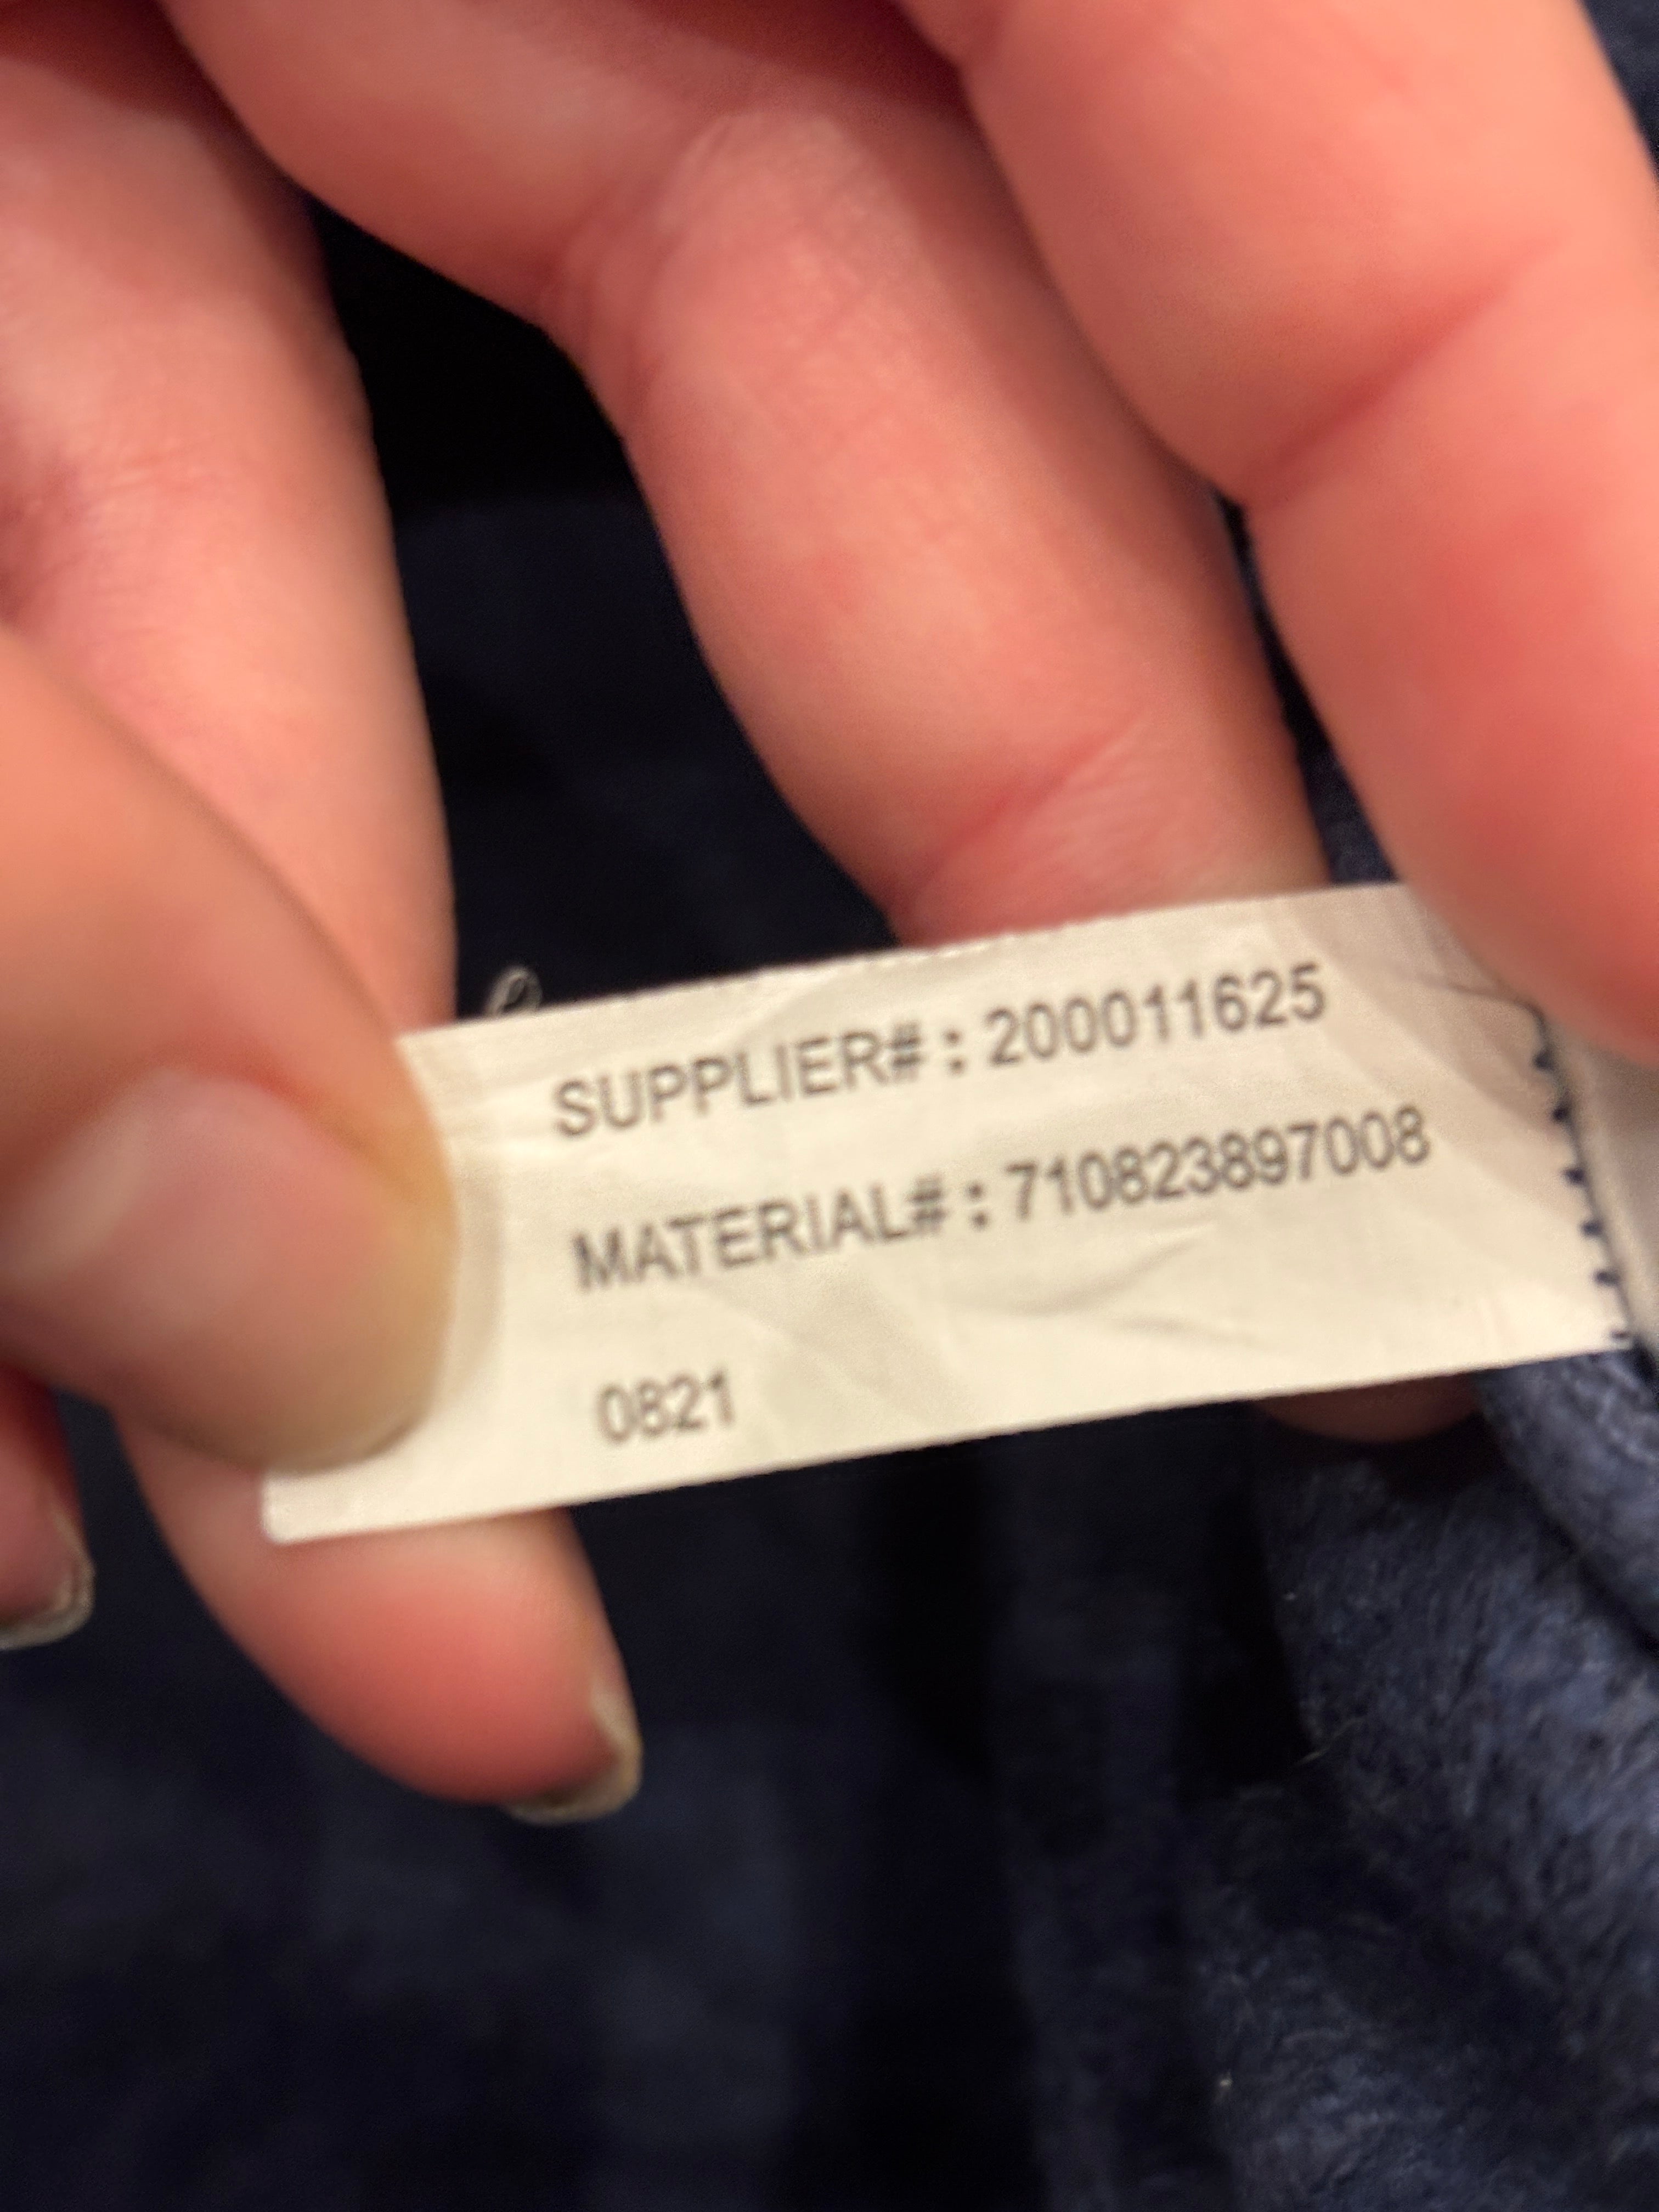 SUPPLIER# : 200011625
MATERIAL# : 710823897008
0821